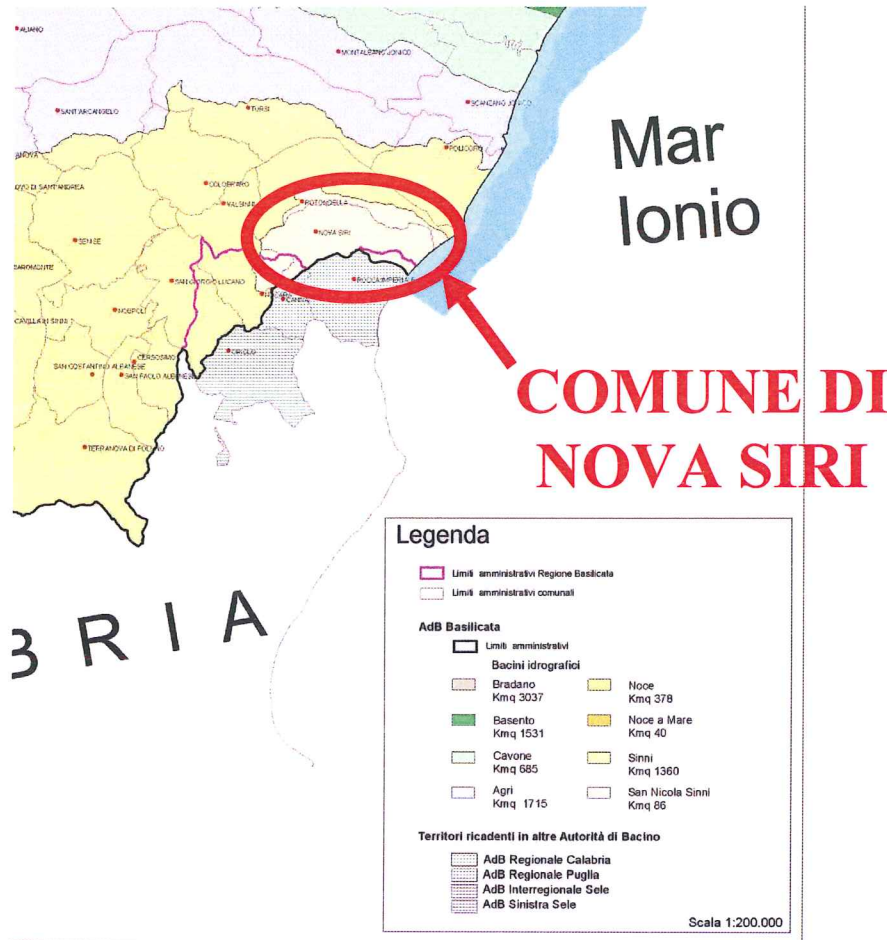 ALIANO
MONTALBANO JONICO
SANT'ARCANGELO
SCANZANO JONICO
TURSI
POLICORO
Mar
Ionio
COLOBRARO
VALSINNI
ROTONDELLA
NOVA SIRI
SENISE
SAN GIORGIO LUCANO
ROCCA IMPERIALE
CANNA
NOEPOLI
ORIOLO
CERSOSIMO
SAN COSTANTINO ALBANESE
SAN PAOLO ALBANESE
TERRANOVA DI POLLINO
COMUNE DI
NOVA SIRI
BRIA
Legenda
Limiti amministrativi Regione Basilicata
Limiti amministrativi comunali
AdB Basilicata
Limiti amministrativi
Bacini idrografici
Bradano
Kmq 3037
Noce
Kmq 378
Basento
Kmq 1531
Noce a Mare
Kmq 40
Cavone
Kmq 685
Sinni
Kmq 1360
Agri
Kmq 1715
San Nicola Sinni
Kmq 86
Territori ricadenti in altre Autorità di Bacino
AdB Regionale Calabria
AdB Regionale Puglia
AdB Interregionale Sele
AdB Sinistra Sele
Scala 1:200.000